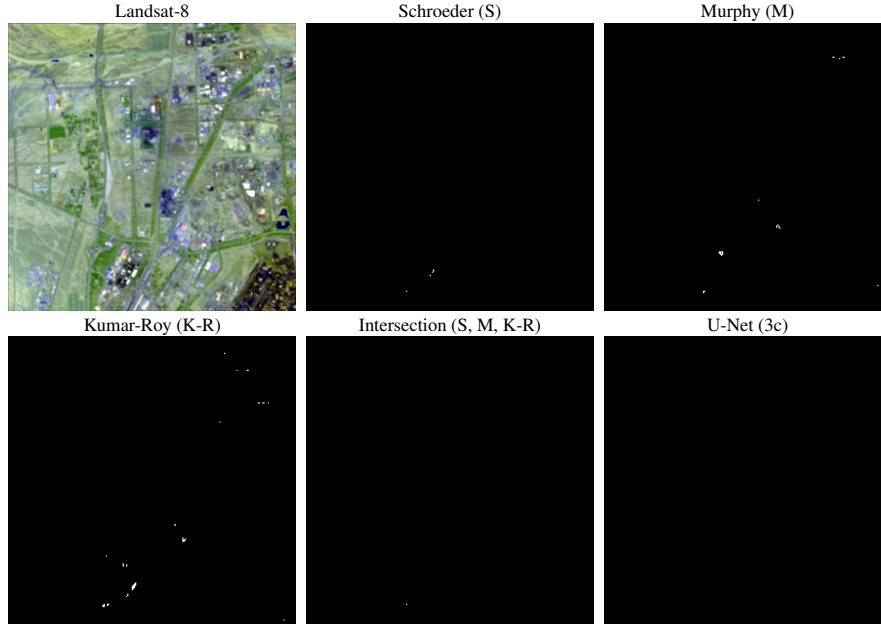 Landsat-8
Schroeder (S)
Murphy (M)
Kumar-Roy (K-R)
Intersection (S, M, K-R)
U-Net (3c)